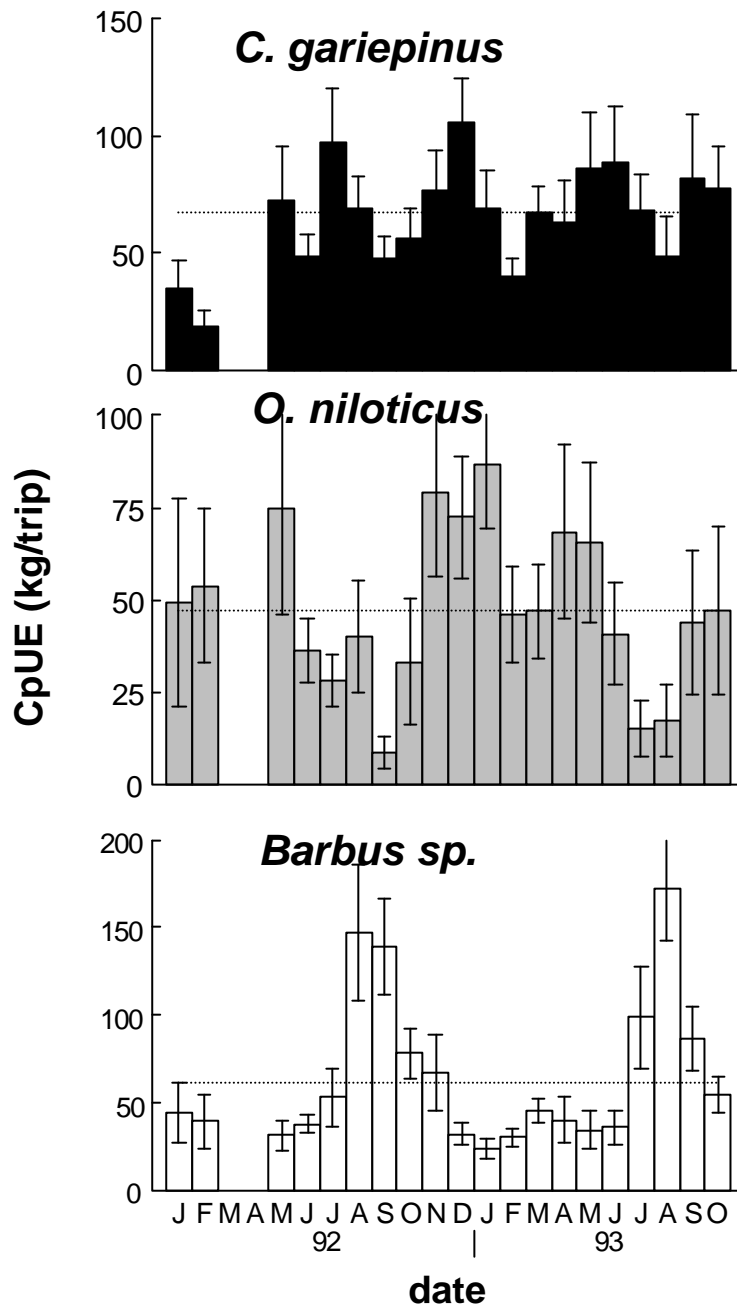 C. gariepinus
150
100
50
0
O. niloticus
100
75
50
25
0
CpUE (kg/trip)
Barbus sp.
200
150
100
50
0
J F M A M J J A S O N D J F M A M J J A S O
92 | 93
date